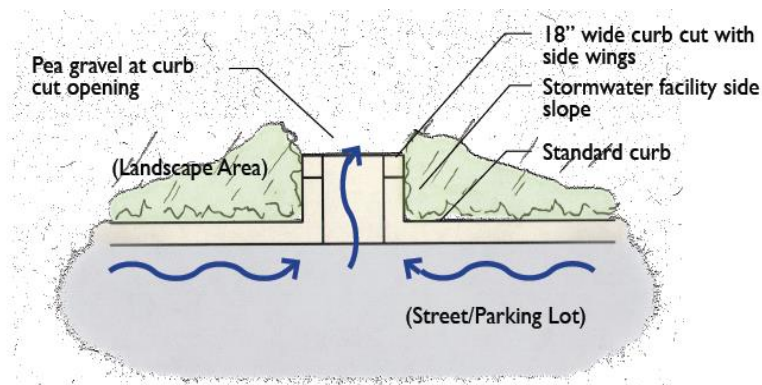 Pea gravel at curb
cut opening
18” wide curb cut with
side wings
Stormwater facility side
slope
Standard curb
(Landscape Area)
(Street/Parking Lot)